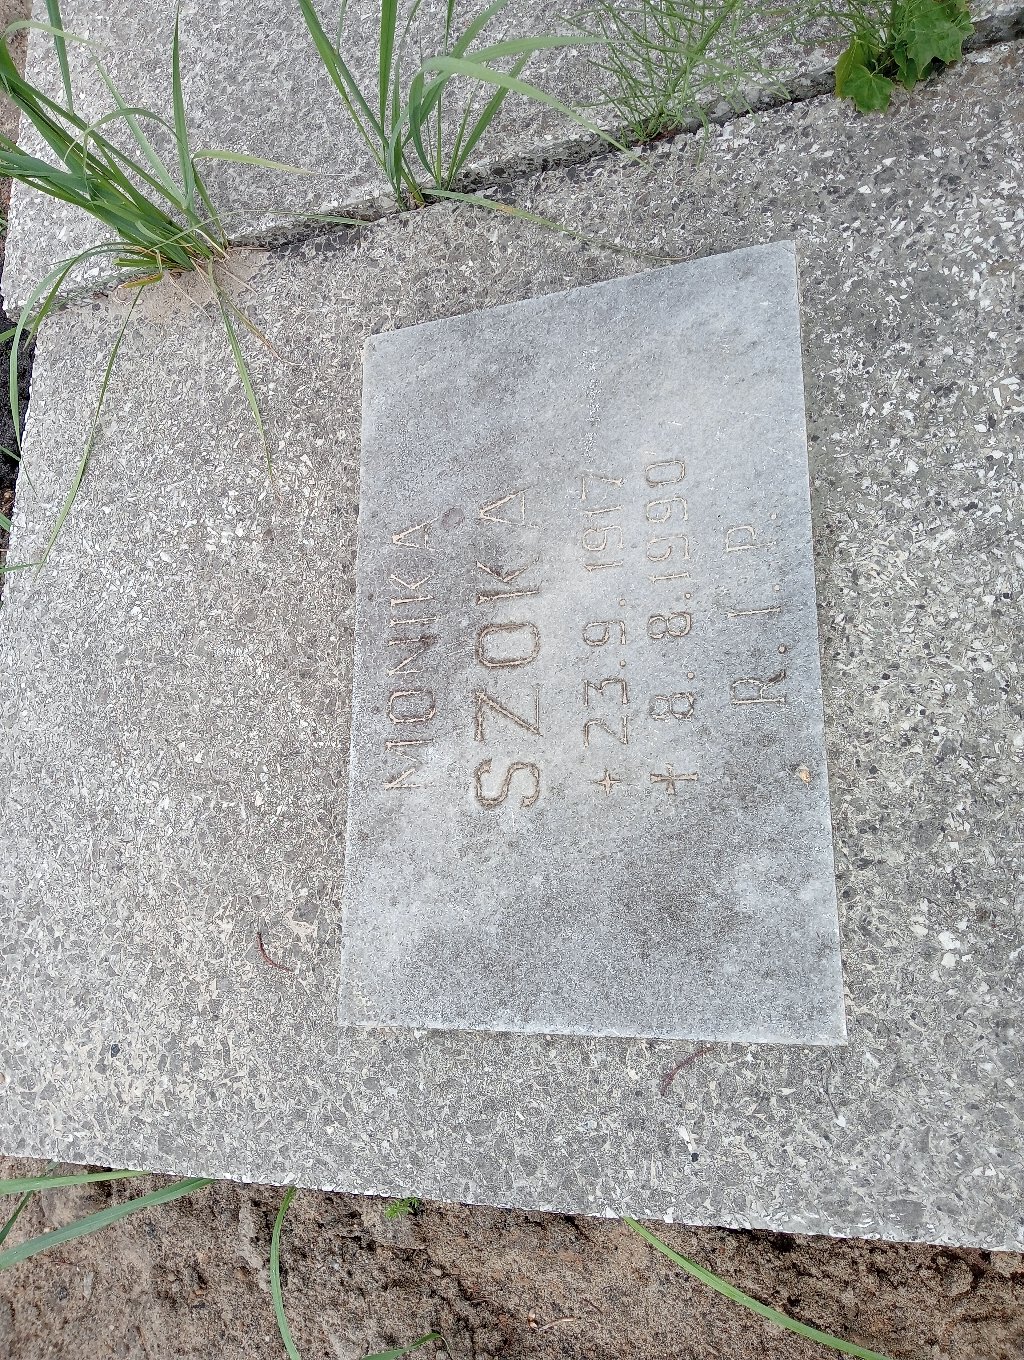 MONIKA
SZOKA
+ 23.9.1917
+ 8.8.1990
R.I.P.